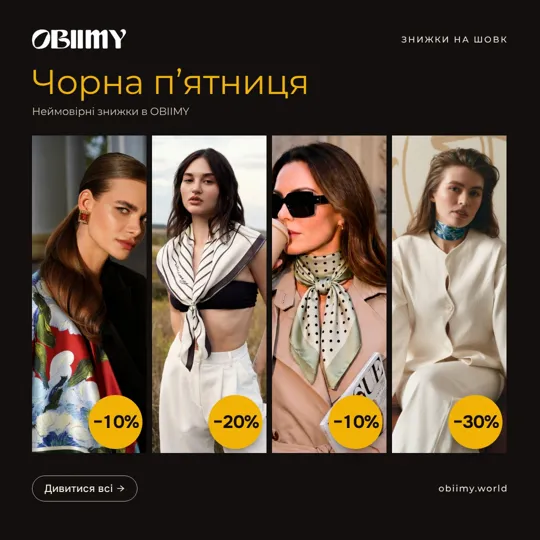 OBIIMY
ЗНИЖКИ НА ШОВК
Чорна п’ятниця
Неймовірні знижки в OBIIMY
-10%
-20%
-10%
-30%
Дивитися всі →
obiimy.world